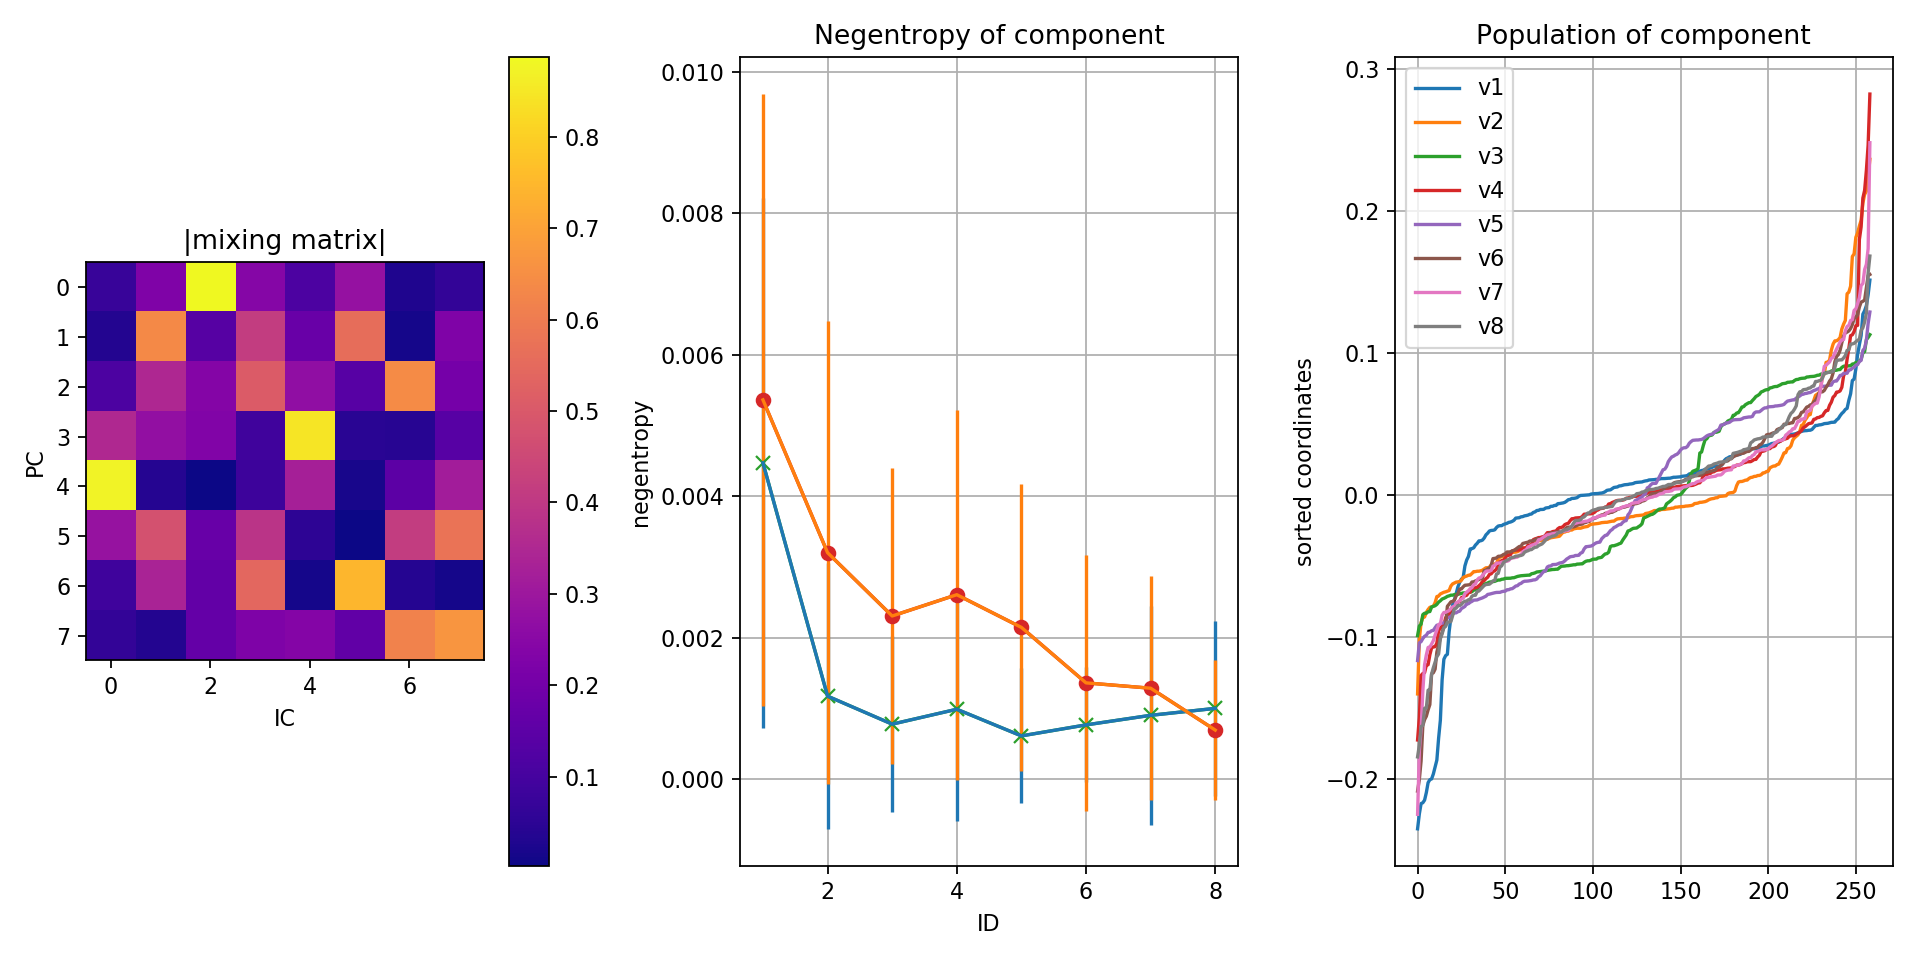 |mixing matrix|
PC
0
1
2
3
4
5
6
7
0 2 4 6
IC
0.8
0.7
0.6
0.5
0.4
0.3
0.2
0.1
Negentropy of component
negentropy
0.010
0.008
0.006
0.004
0.002
0.000
2 4 6 8
ID
Population of component
sorted coordinates
0.3
0.2
0.1
0.0
−0.1
−0.2
0 50 100 150 200 250
v1
v2
v3
v4
v5
v6
v7
v8